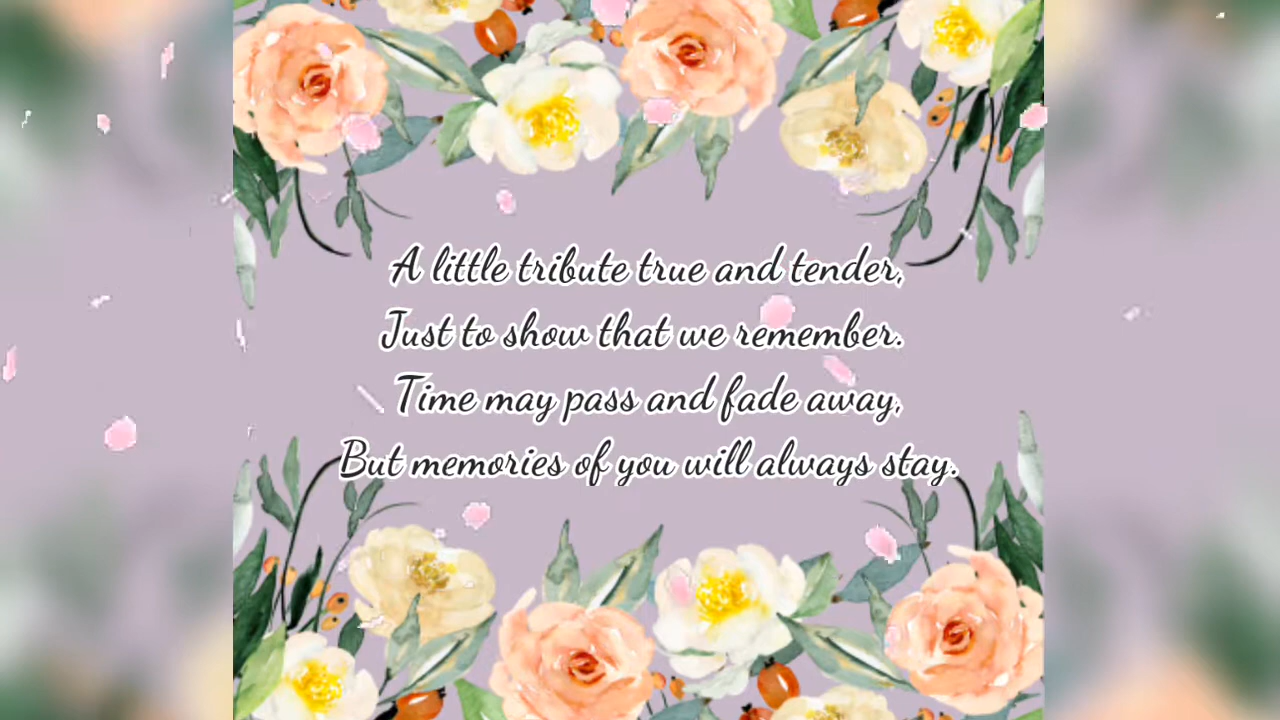 A little tribute true and tender,
Just to show that we remember.
Time may pass and fade away,
But memories of you will always stay.